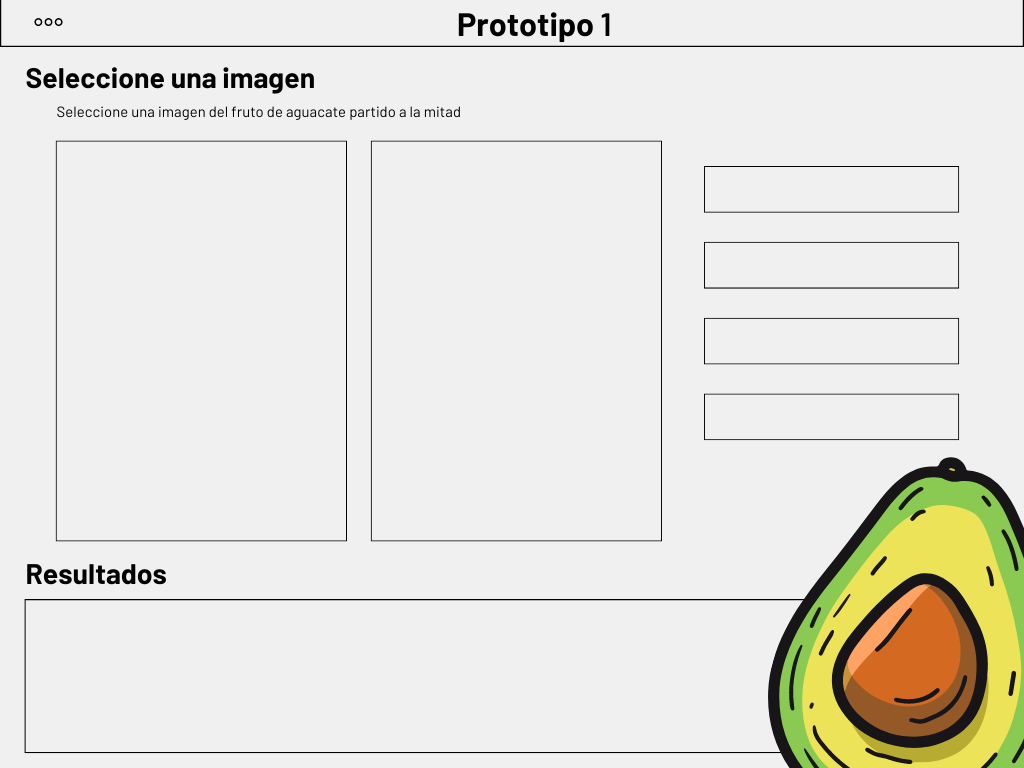 Prototipo 1
Seleccione una imagen
Seleccione una imagen del fruto de aguacate partido a la mitad
Resultados